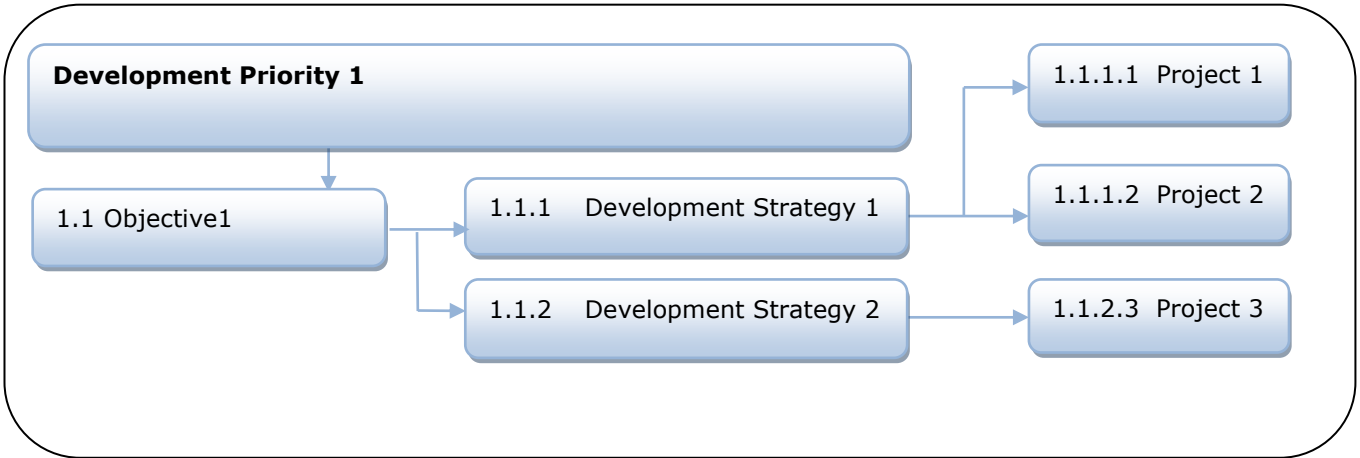 Development Priority 1
1.1 Objective1
1.1.1 Development Strategy 1
1.1.2 Development Strategy 2
1.1.1.1 Project 1
1.1.1.2 Project 2
1.1.2.3 Project 3